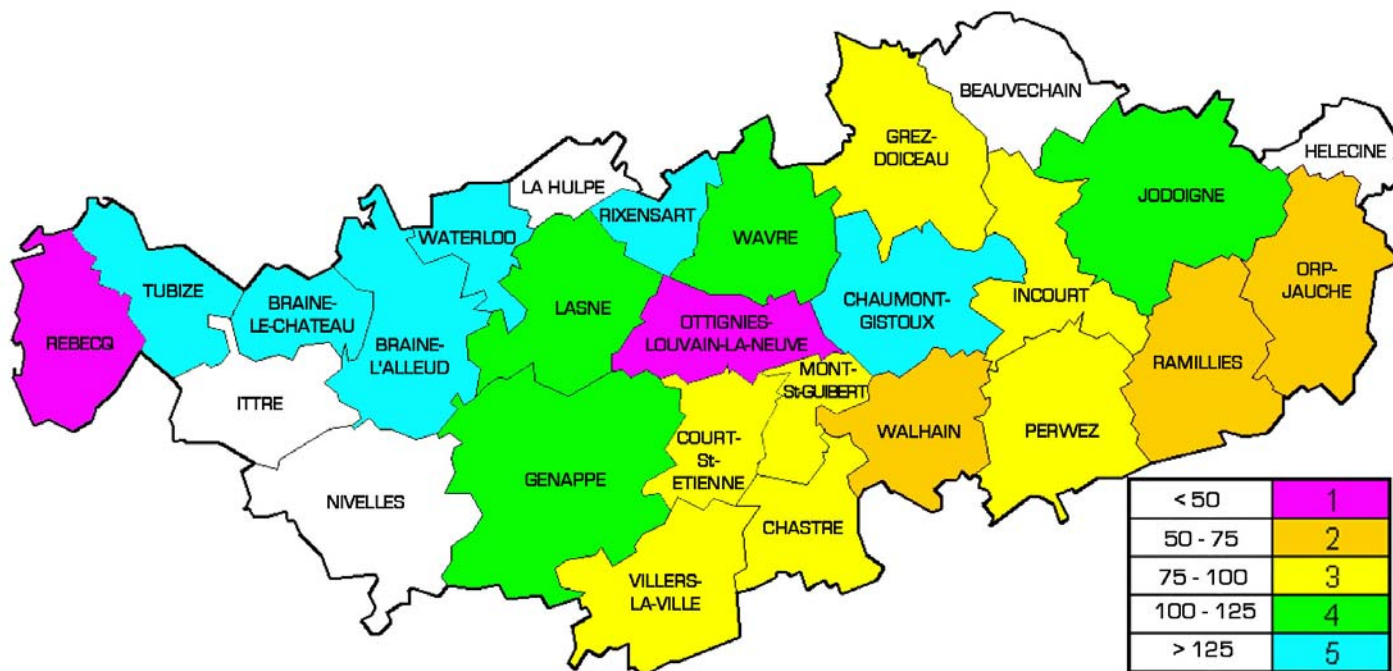 BEAUVECHAIN
GREZ-
DOICEAU
HELECINE
JODOIGNE
LA HULPE
RIXENSART
WATERLOO
WAVRE
ORP-
JAUCHE
TUBIZE
BRAINE-
LE-CHATEAU
LASNE
CHAUMONT-
GISTOUX
INCOURT
REBECQ
BRAINE-
L'ALLEUD
OTTIGNIES-
LOUVAIN-LA-NEUVE
RAMILLIES
MONT-
St-GUIBERT
ITTRE
WALHAIN
PERWEZ
COURT-
St-
ETIENNE
GENAPPE
NIVELLES
CHASTRE
VILLERS-
LA-VILLE
< 50 1
50 - 75 2
75 - 100 3
100 - 125 4
> 125 5